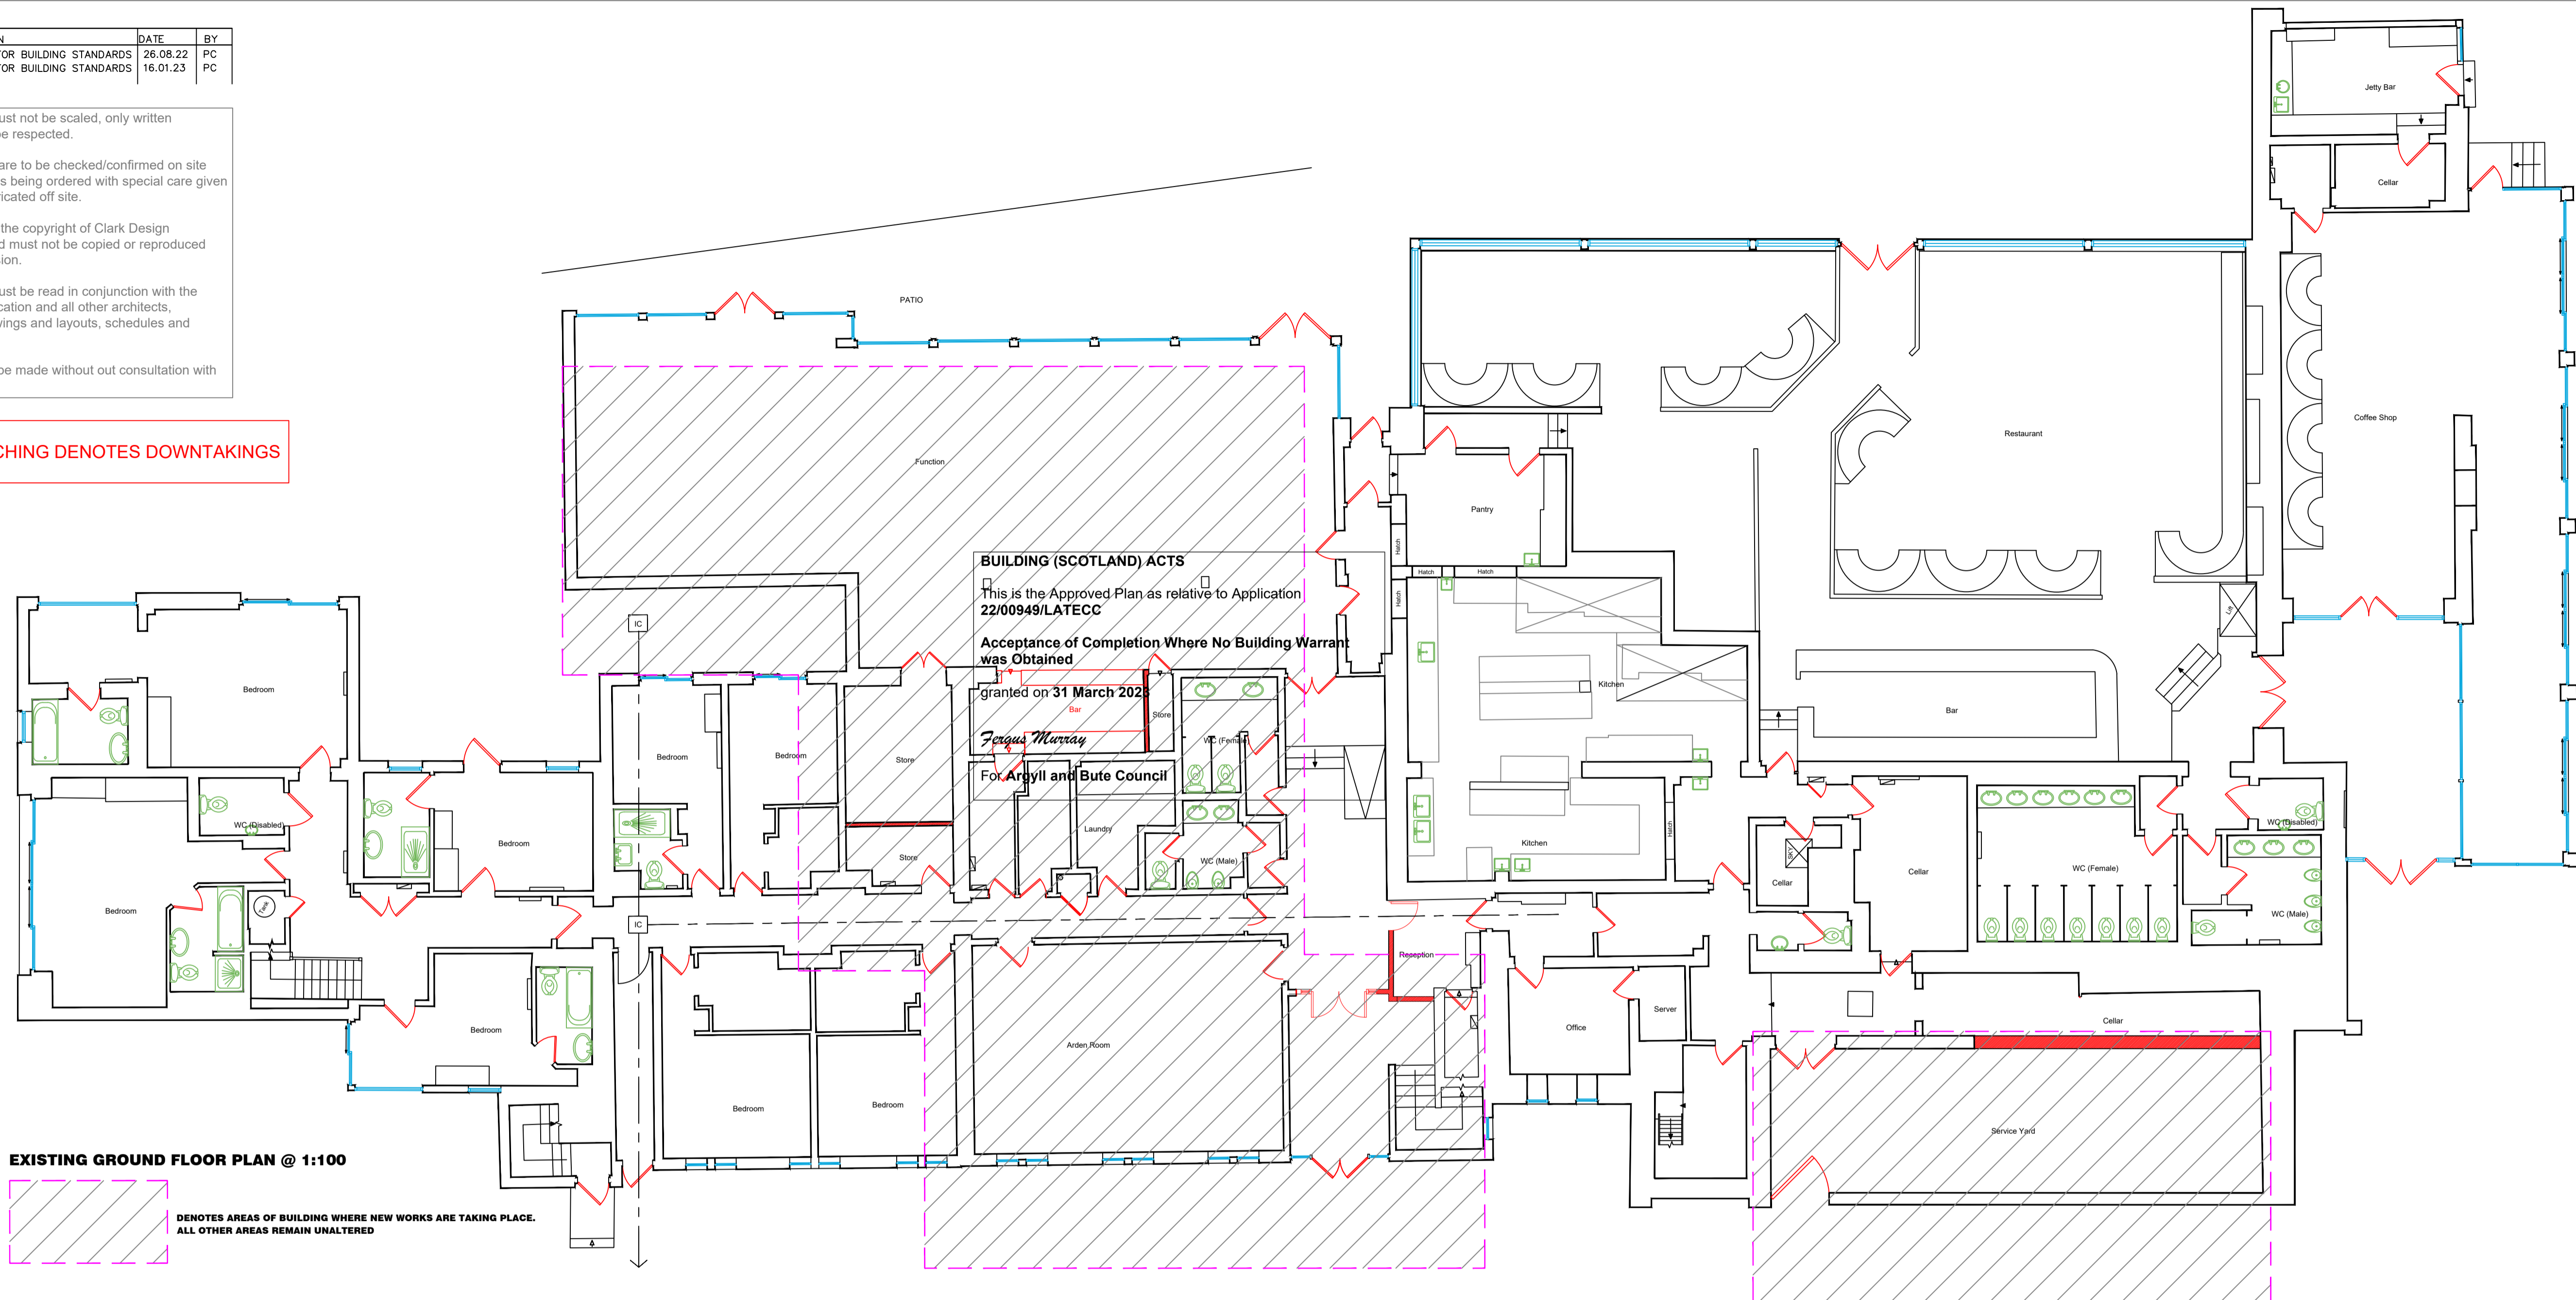 N DATE BY
FOR BUILDING STANDARDS 26.08.22 PC
FOR BUILDING STANDARDS 16.01.23 PC
ust not be scaled, only written
be respected.
are to be checked/confirmed on site
s being ordered with special care given
ricated off site.
the copyright of Clark Design
d must not be copied or reproduced
sion.
ust be read in conjunction with the
cation and all other architects,
wings and layouts, schedules and
be made without out consultation with
CHING DENOTES DOWNTAKINGS
PATIO
Function
Jetty Bar
Cellar
Coffee Shop
Restaurant
Pantry
Hatch
Hatch
Hatch
Hatch
BUILDING (SCOTLAND) ACTS
This is the Approved Plan as relative to Application
22/00949/LATECC
Acceptance of Completion Where No Building Warrant
was Obtained
granted on 31 March 2023
Fergus Murray
For Argyll and Bute Council
IC
Lift
Bedroom
Bedroom
Bedroom
Store
Bar
Store
WC (Female)
Kitchen
Bar
WC (Disabled)
Bedroom
Store
Laundry
WC (Male)
Kitchen
Hatch
SKY
Cellar
Cellar
WC (Female)
WC (Disabled)
WC (Male)
Bedroom
Tank
IC
Reception
Bedroom
Arden Room
Office
Server
Cellar
Bedroom
Bedroom
Service Yard
EXISTING GROUND FLOOR PLAN @ 1:100
DENOTES AREAS OF BUILDING WHERE NEW WORKS ARE TAKING PLACE.
ALL OTHER AREAS REMAIN UNALTERED